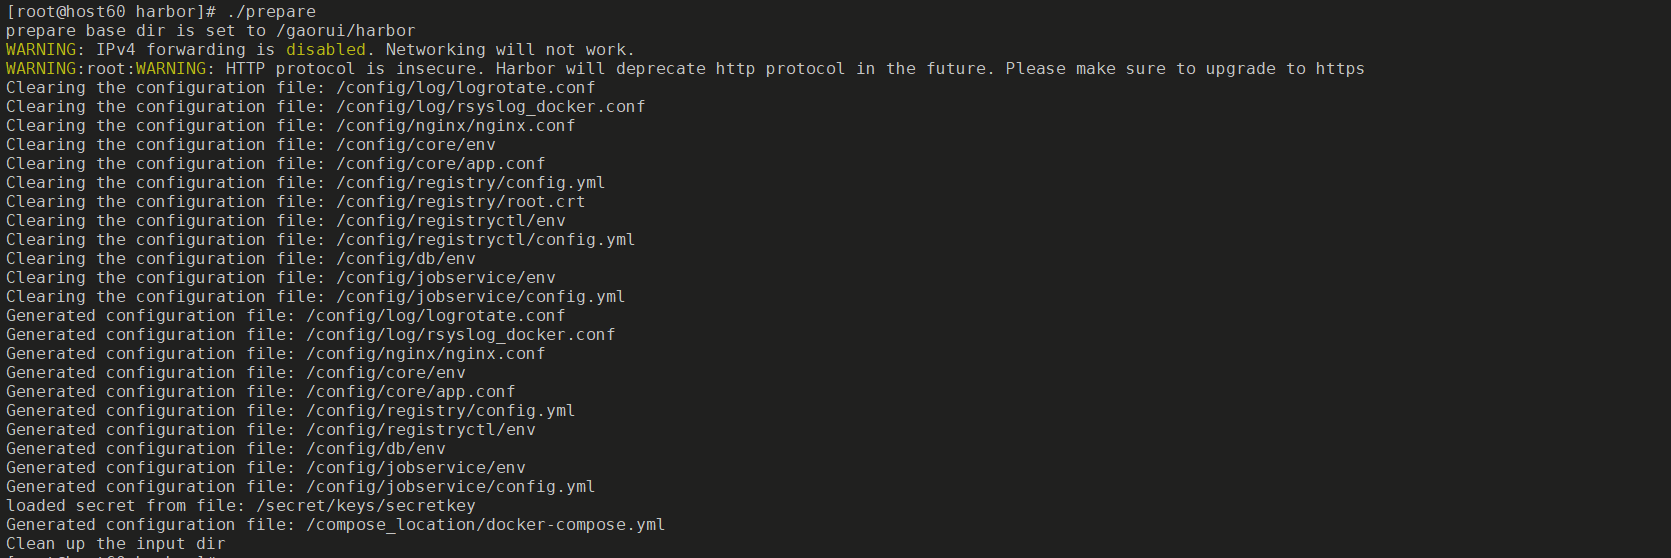 [root@host60 harbor]# ./prepare
prepare base dir is set to /gaorui/harbor
WARNING: IPv4 forwarding is disabled. Networking will not work.
WARNING:root:WARNING: HTTP protocol is insecure. Harbor will deprecate http protocol in the future. Please make sure to upgrade to https
Clearing the configuration file: /config/log/logrotate.conf
Clearing the configuration file: /config/log/rsyslog_docker.conf
Clearing the configuration file: /config/nginx/nginx.conf
Clearing the configuration file: /config/core/env
Clearing the configuration file: /config/core/app.conf
Clearing the configuration file: /config/registry/config.yml
Clearing the configuration file: /config/registry/root.crt
Clearing the configuration file: /config/registryctl/env
Clearing the configuration file: /config/registryctl/config.yml
Clearing the configuration file: /config/db/env
Clearing the configuration file: /config/jobservice/env
Clearing the configuration file: /config/jobservice/config.yml
Generated configuration file: /config/log/logrotate.conf
Generated configuration file: /config/log/rsyslog_docker.conf
Generated configuration file: /config/nginx/nginx.conf
Generated configuration file: /config/core/env
Generated configuration file: /config/core/app.conf
Generated configuration file: /config/registry/config.yml
Generated configuration file: /config/registryctl/env
Generated configuration file: /config/db/env
Generated configuration file: /config/jobservice/env
Generated configuration file: /config/jobservice/config.yml
loaded secret from file: /secret/keys/secretkey
Generated configuration file: /compose_location/docker-compose.yml
Clean up the input dir